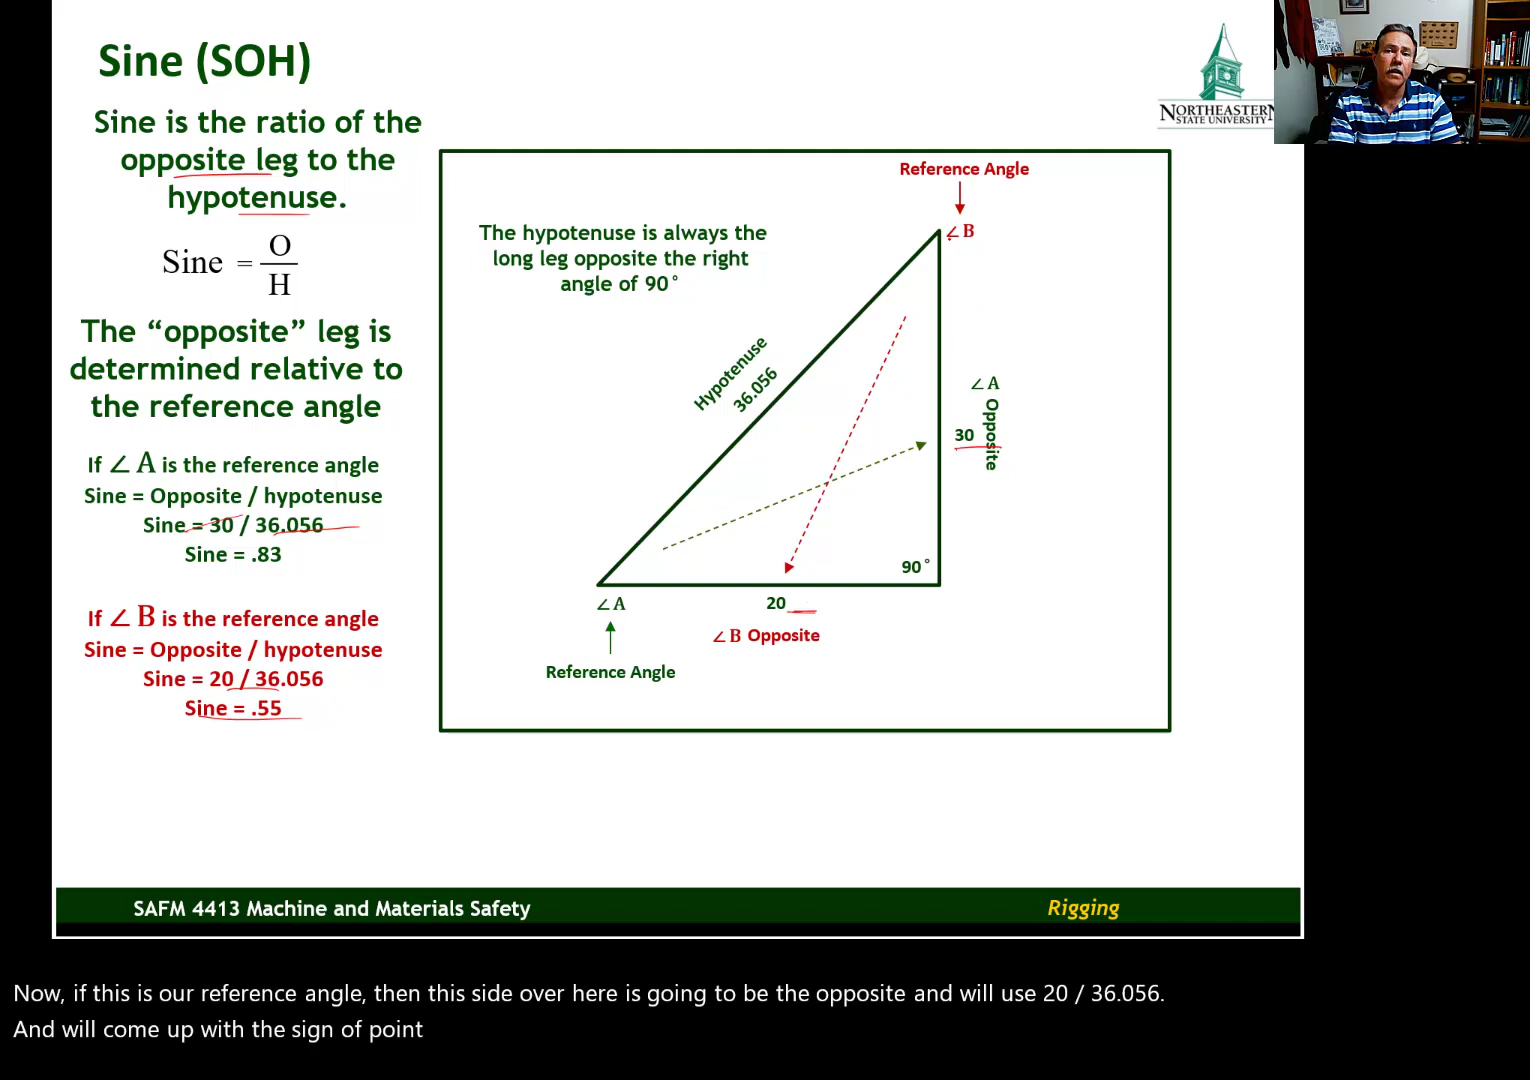 Sine (SOH)
Sine is the ratio of the
opposite leg to the
hypotenuse.
Sine = O
H
The “opposite” leg is
determined relative to
the reference angle
If ∠ A is the reference angle
Sine = Opposite / hypotenuse
Sine = 30 / 36.056
Sine = .83
If ∠ B is the reference angle
Sine = Opposite / hypotenuse
Sine = 20 / 36.056
Sine = .55
NORTHEASTERN
STATE UNIVERSITY
Reference Angle
∠ B
The hypotenuse is always the
long leg opposite the right
angle of 90°
Hypotenuse
36.056
∠ A
Opposite
30
90°
∠ A
20
∠ B Opposite
Reference Angle
SAFM 4413 Machine and Materials Safety
Rigging
Now, if this is our reference angle, then this side over here is going to be the opposite and will use 20 / 36.056.
And will come up with the sign of point